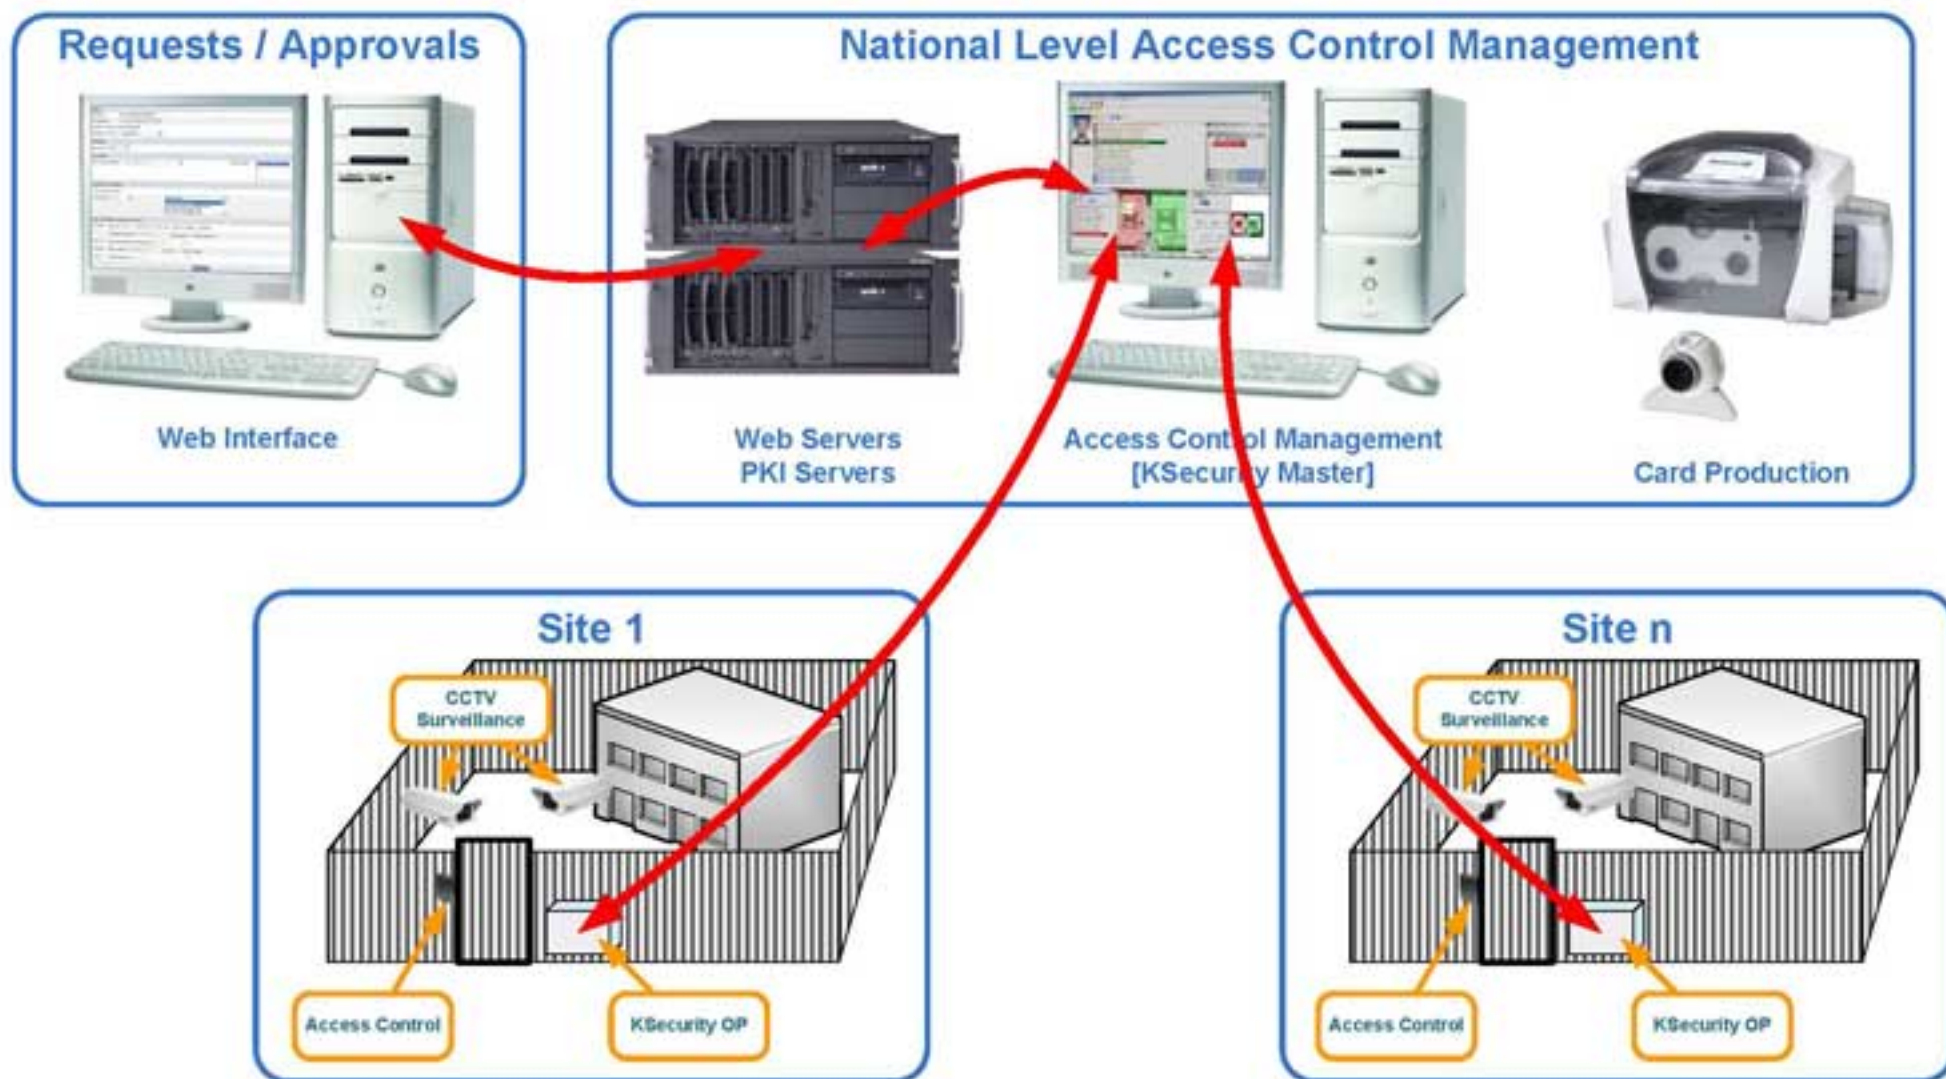 Requests / Approvals
Web Interface
National Level Access Control Management
Web Servers
PKI Servers
Access Control Management
[KSecurity Master]
Card Production
Site 1
CCTV
Surveillance
Access Control
KSecurity OP
Site n
CCTV
Surveillance
Access Control
KSecurity OP